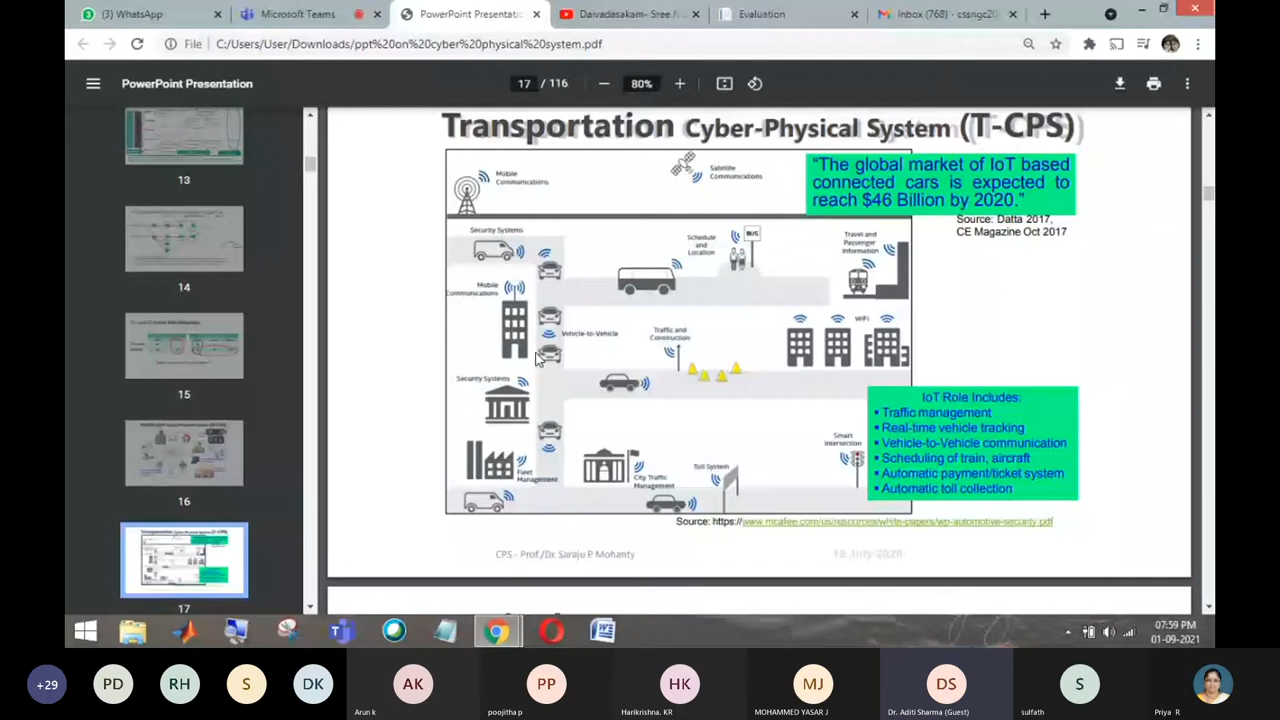 (3) WhatsApp
Microsoft Teams
PowerPoint Presentatio
Daivadasakam- Sree N
Evaluation
Inbox (768) - cssngc20
File
C:/Users/User/Downloads/ppt%20on%20cyber%20physical%20system.pdf
PowerPoint Presentation
17 / 116
80%
13
14
15
16
17
Transportation Cyber-Physical System (T-CPS)
Mobile
Communications
Satellite
Communications
"The global market of IoT based
connected cars is expected to
reach $46 Billion by 2020."
Source: Datta 2017,
CE Magazine Oct 2017
Security Systems
Schedule
and
Location
BUS
Travel and
Passenger
Information
Mobile
Communications
Vehicle-to-Vehicle
Traffic and
Construction
WiFi
Security Systems
IoT Role Includes:
▪ Traffic management
▪ Real-time vehicle tracking
▪ Vehicle-to-Vehicle communication
▪ Scheduling of train, aircraft
▪ Automatic payment/ticket system
▪ Automatic toll collection
Smart
Intersection
Fleet
Management
City Traffic
Management
Toll System
Source: https://www.mcafee.com/us/resources/white-papers/wp-automotive-security.pdf
CPS - Prof./Dr. Saraju P. Mohanty
18 July 2020
07:59 PM
01-09-2021
+29
PD
RH
S
DK
AK
PP
HK
MJ
DS
S
Arun k
poojitha p
Harikrishna. KR
MOHAMMED YASAR J
Dr. Aditi Sharma (Guest)
sulfath
Priya R